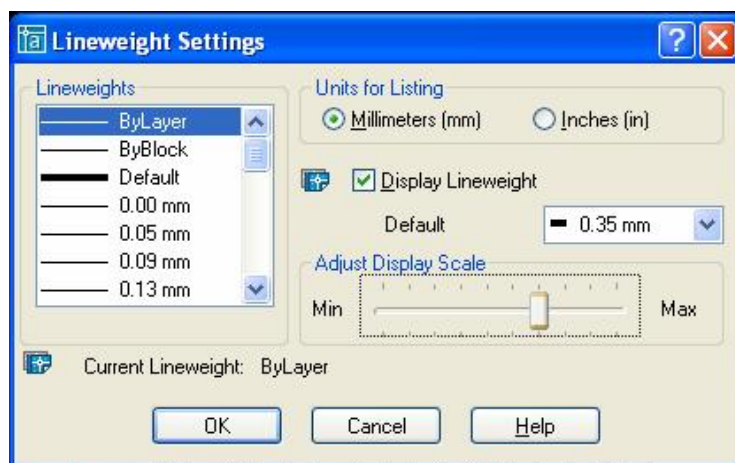 Lineweight Settings
Lineweights
ByLayer
ByBlock
Default
0.00 mm
0.05 mm
0.09 mm
0.13 mm
Units for Listing
Millimeters (mm)
Inches (in)
Display Lineweight
Default
0.35 mm
Adjust Display Scale
Min
Max
Current Lineweight: ByLayer
OK
Cancel
Help